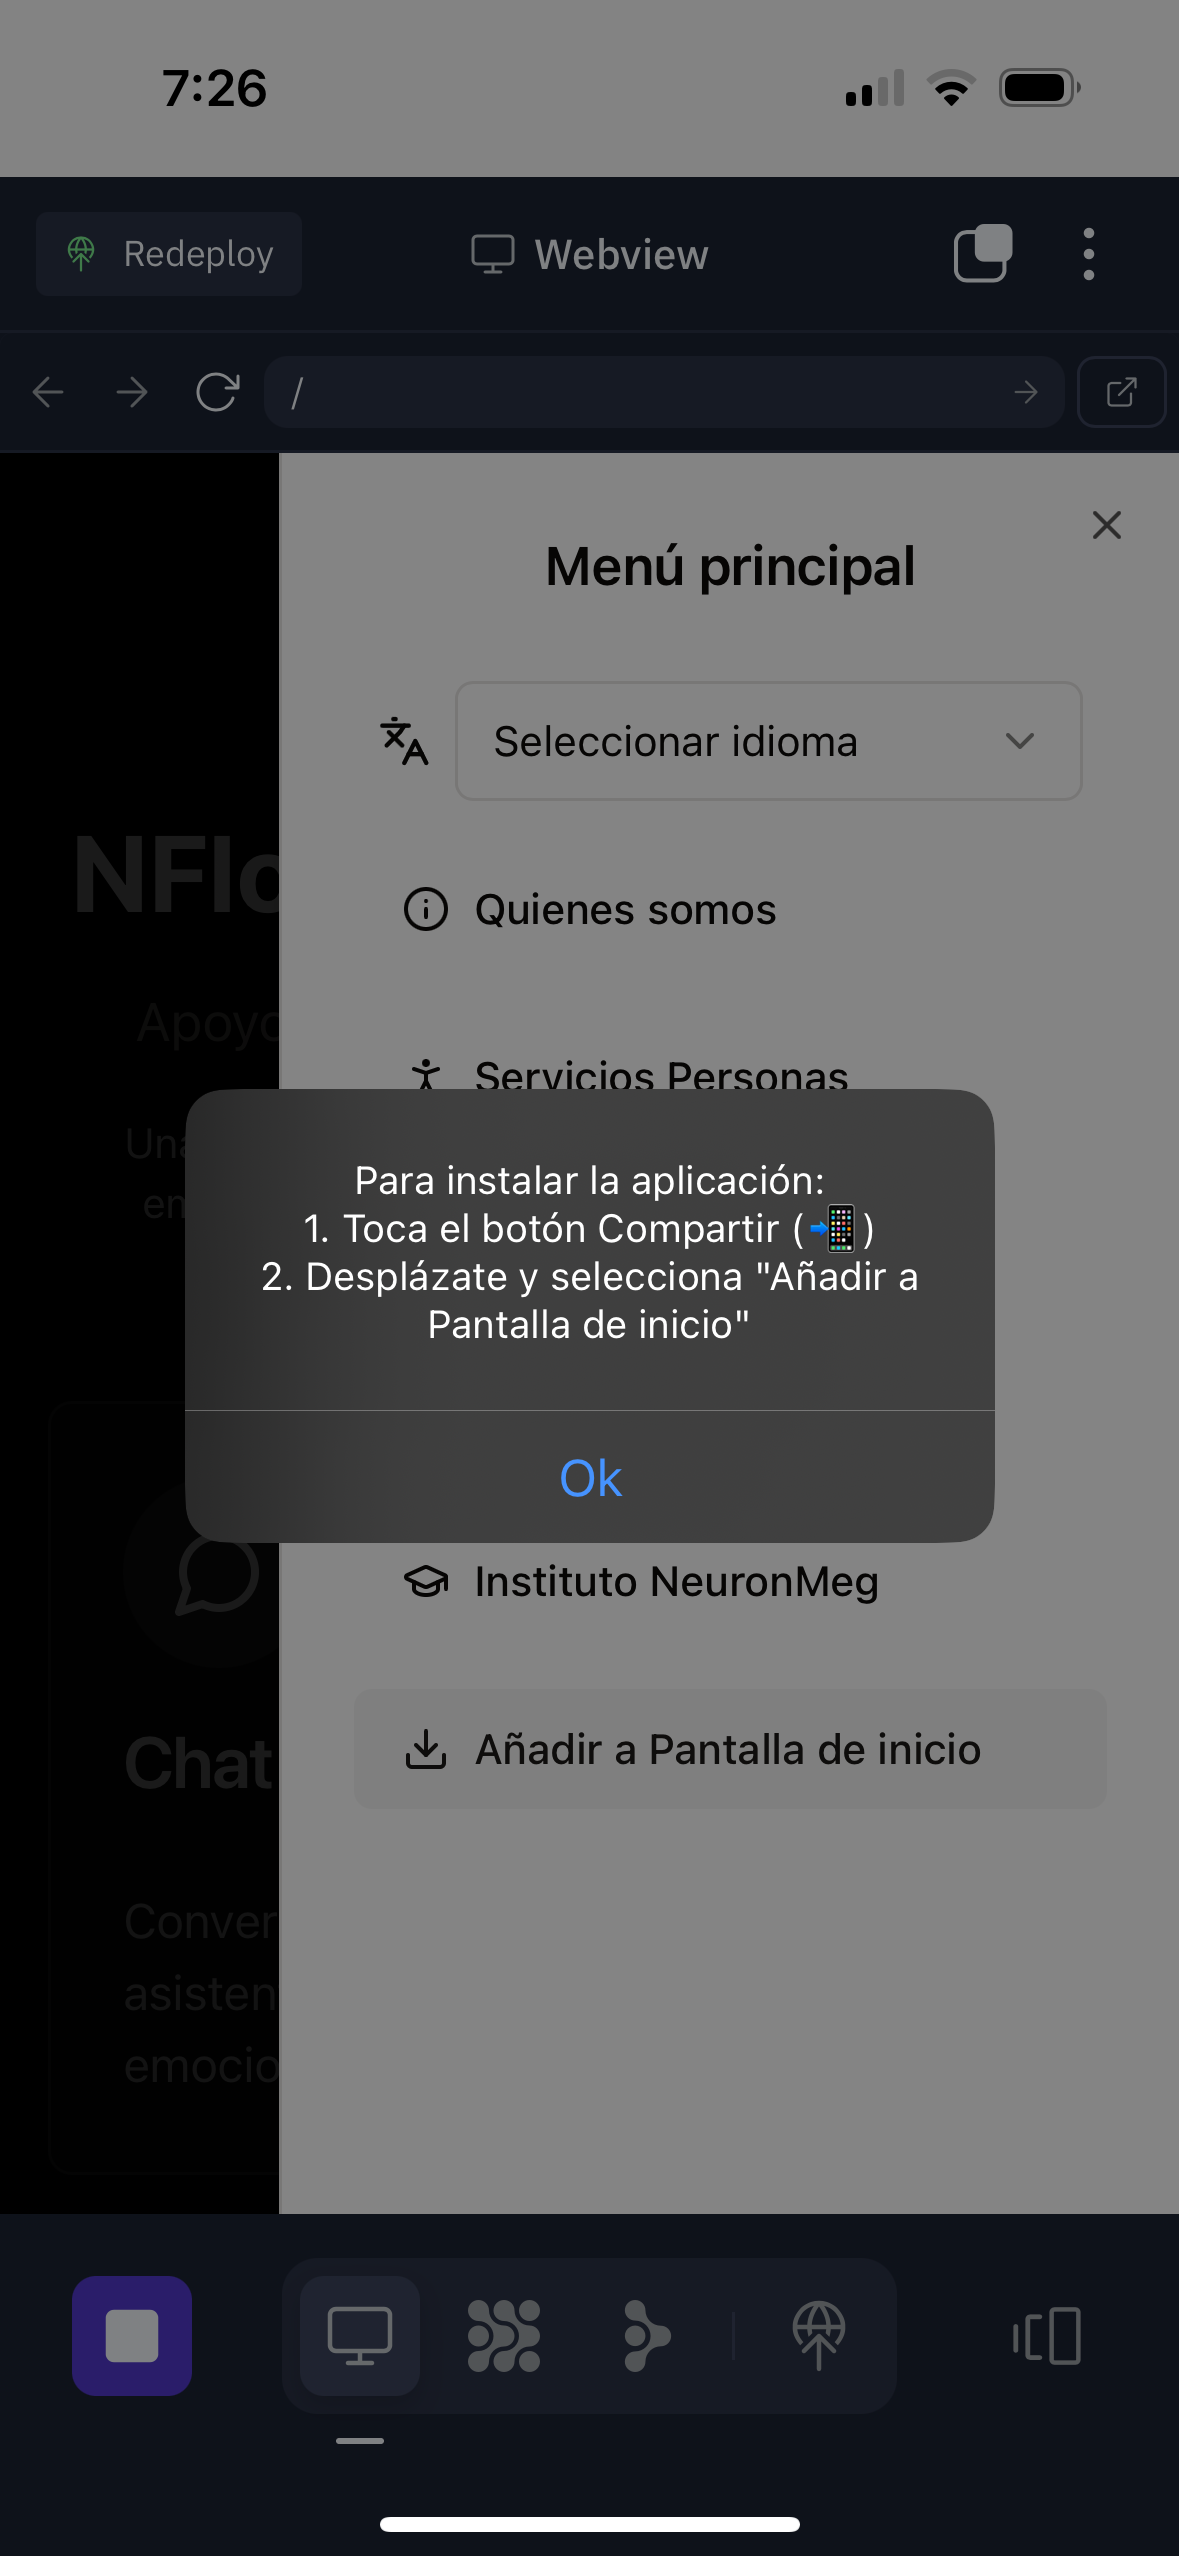 7:26
Redeploy
Webview
/
Menú principal
Seleccionar idioma
NFlo
Quienes somos
Apoyo
Servicios Personas
Una
em
Para instalar la aplicación:
1. Toca el botón Compartir (📲)
2. Desplázate y selecciona "Añadir a
Pantalla de inicio"
Ok
Instituto NeuronMeg
Añadir a Pantalla de inicio
Chat
Conver
asisten
emocio